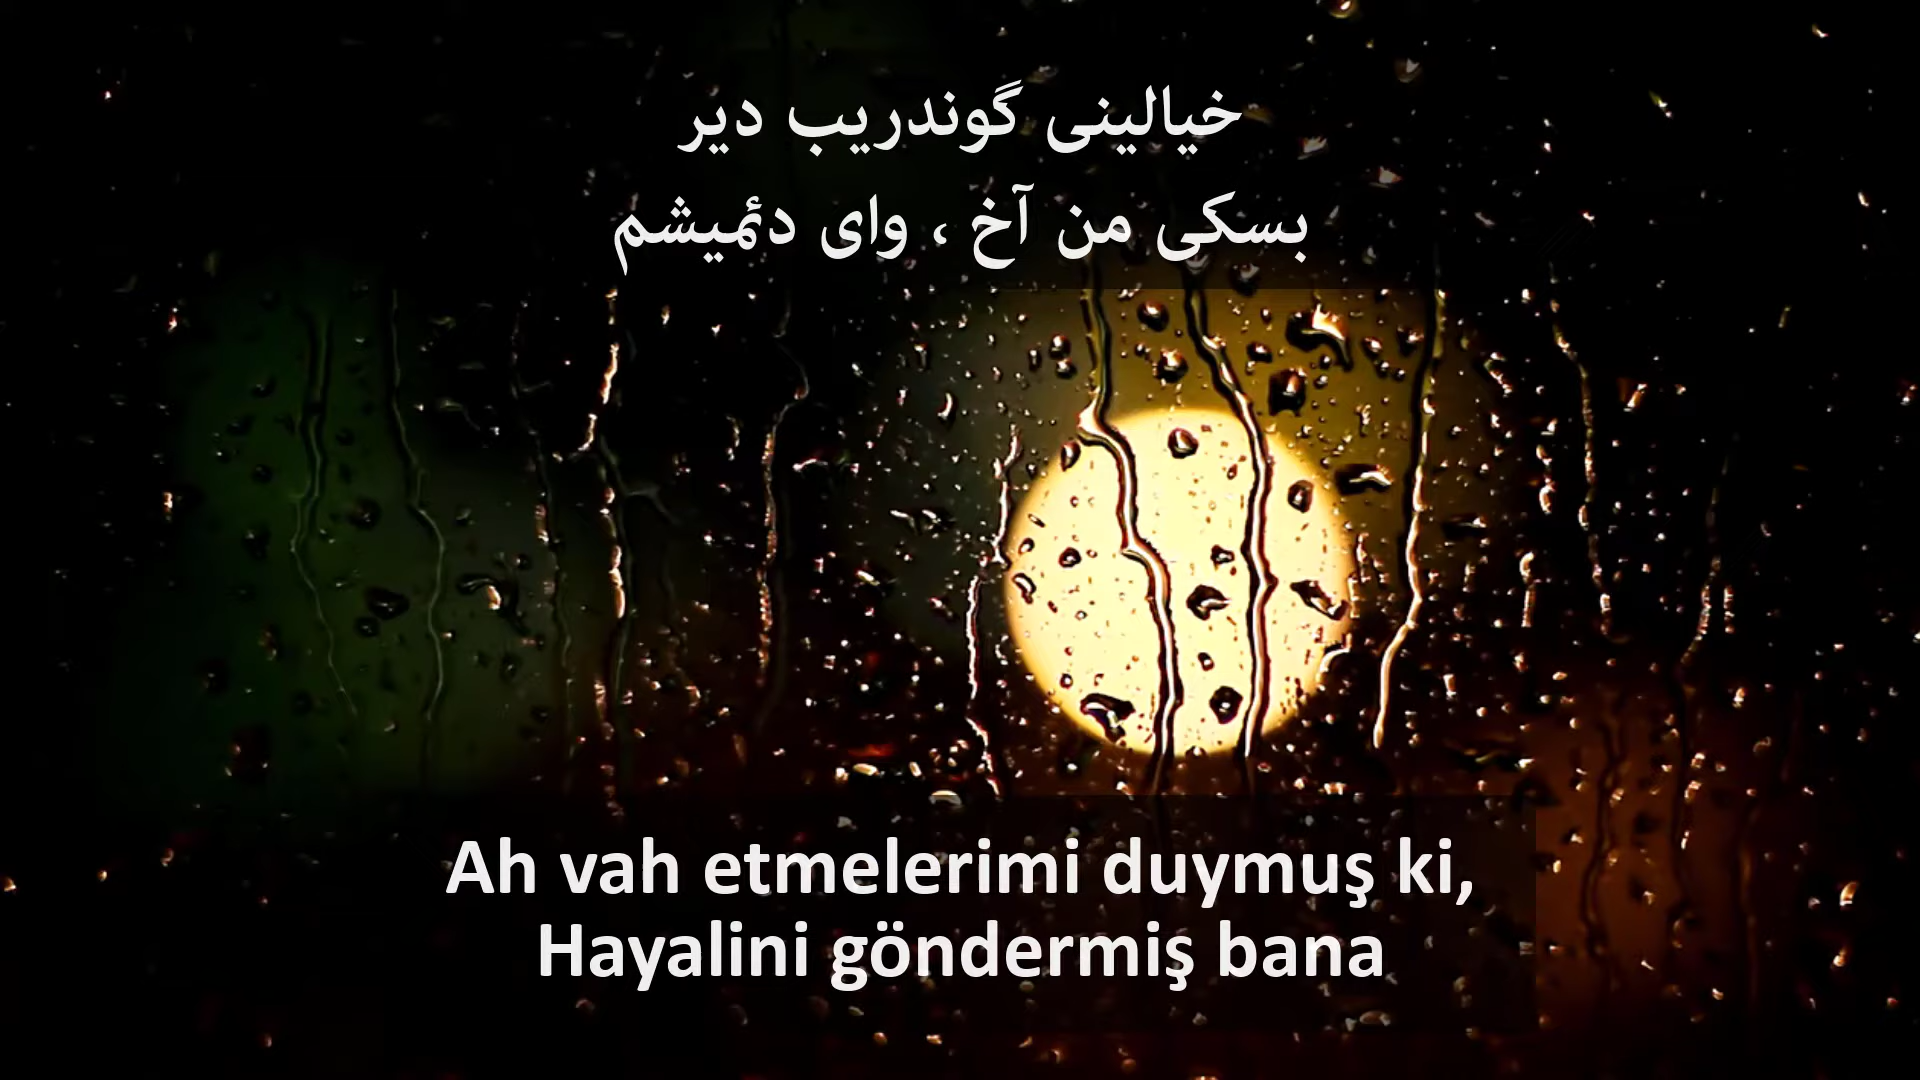 خیالینی گوندریب دیر
بسکی من آخ ، وای دئمیشم
Ah vah etmelerimi duymuş ki,
Hayalini göndermiş bana